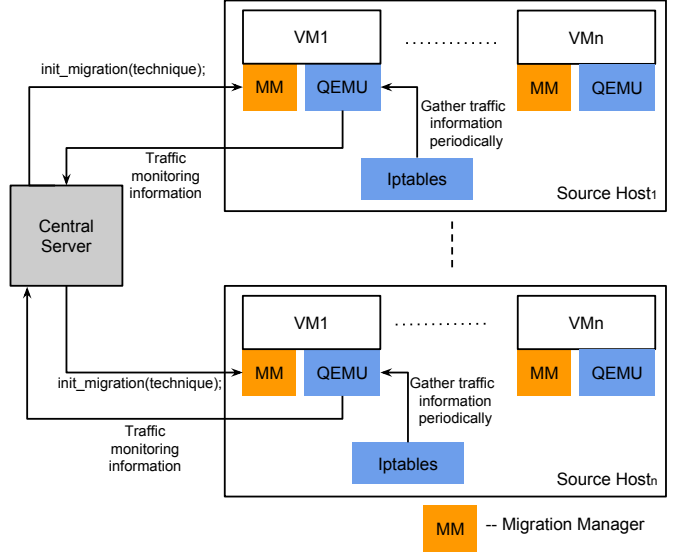 VM1
VMn
init_migration(technique);
MM
QEMU
MM
QEMU
Gather traffic
information
periodically
Traffic
monitoring
information
Iptables
Source Host1
Central
Server
VM1
VMn
MM
QEMU
MM
QEMU
init_migration(technique);
Gather traffic
information
periodically
Traffic
monitoring
information
Iptables
Source Hostn
MM
-- Migration Manager